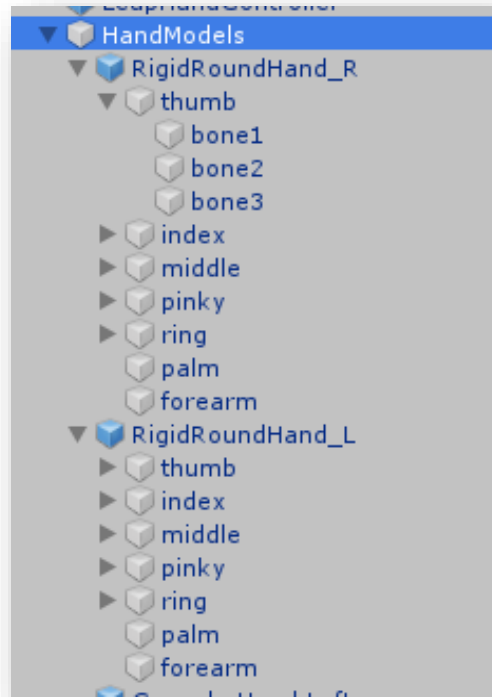 LeapHandController
HandModels
RigidRoundHand_R
thumb
bone1
bone2
bone3
index
middle
pinky
ring
palm
forearm
RigidRoundHand_L
thumb
index
middle
pinky
ring
palm
forearm